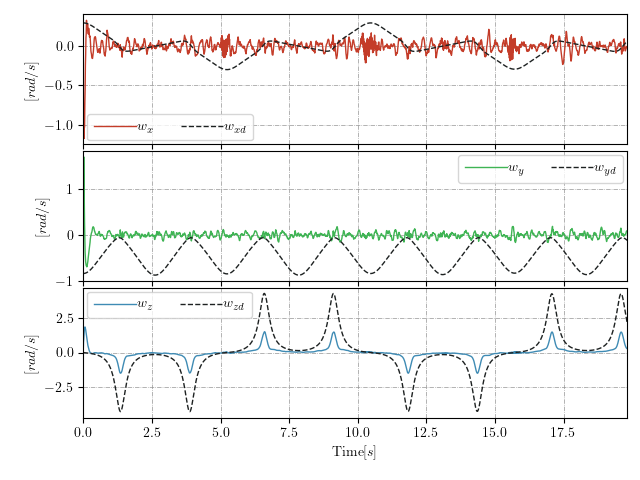 0.0
−0.5
−1.0
[rad/s]
w_x w_xd
1
0
−1
[rad/s]
w_y w_yd
2.5
0.0
−2.5
[rad/s]
w_z w_zd
0.0 2.5 5.0 7.5 10.0 12.5 15.0 17.5
Time[s]